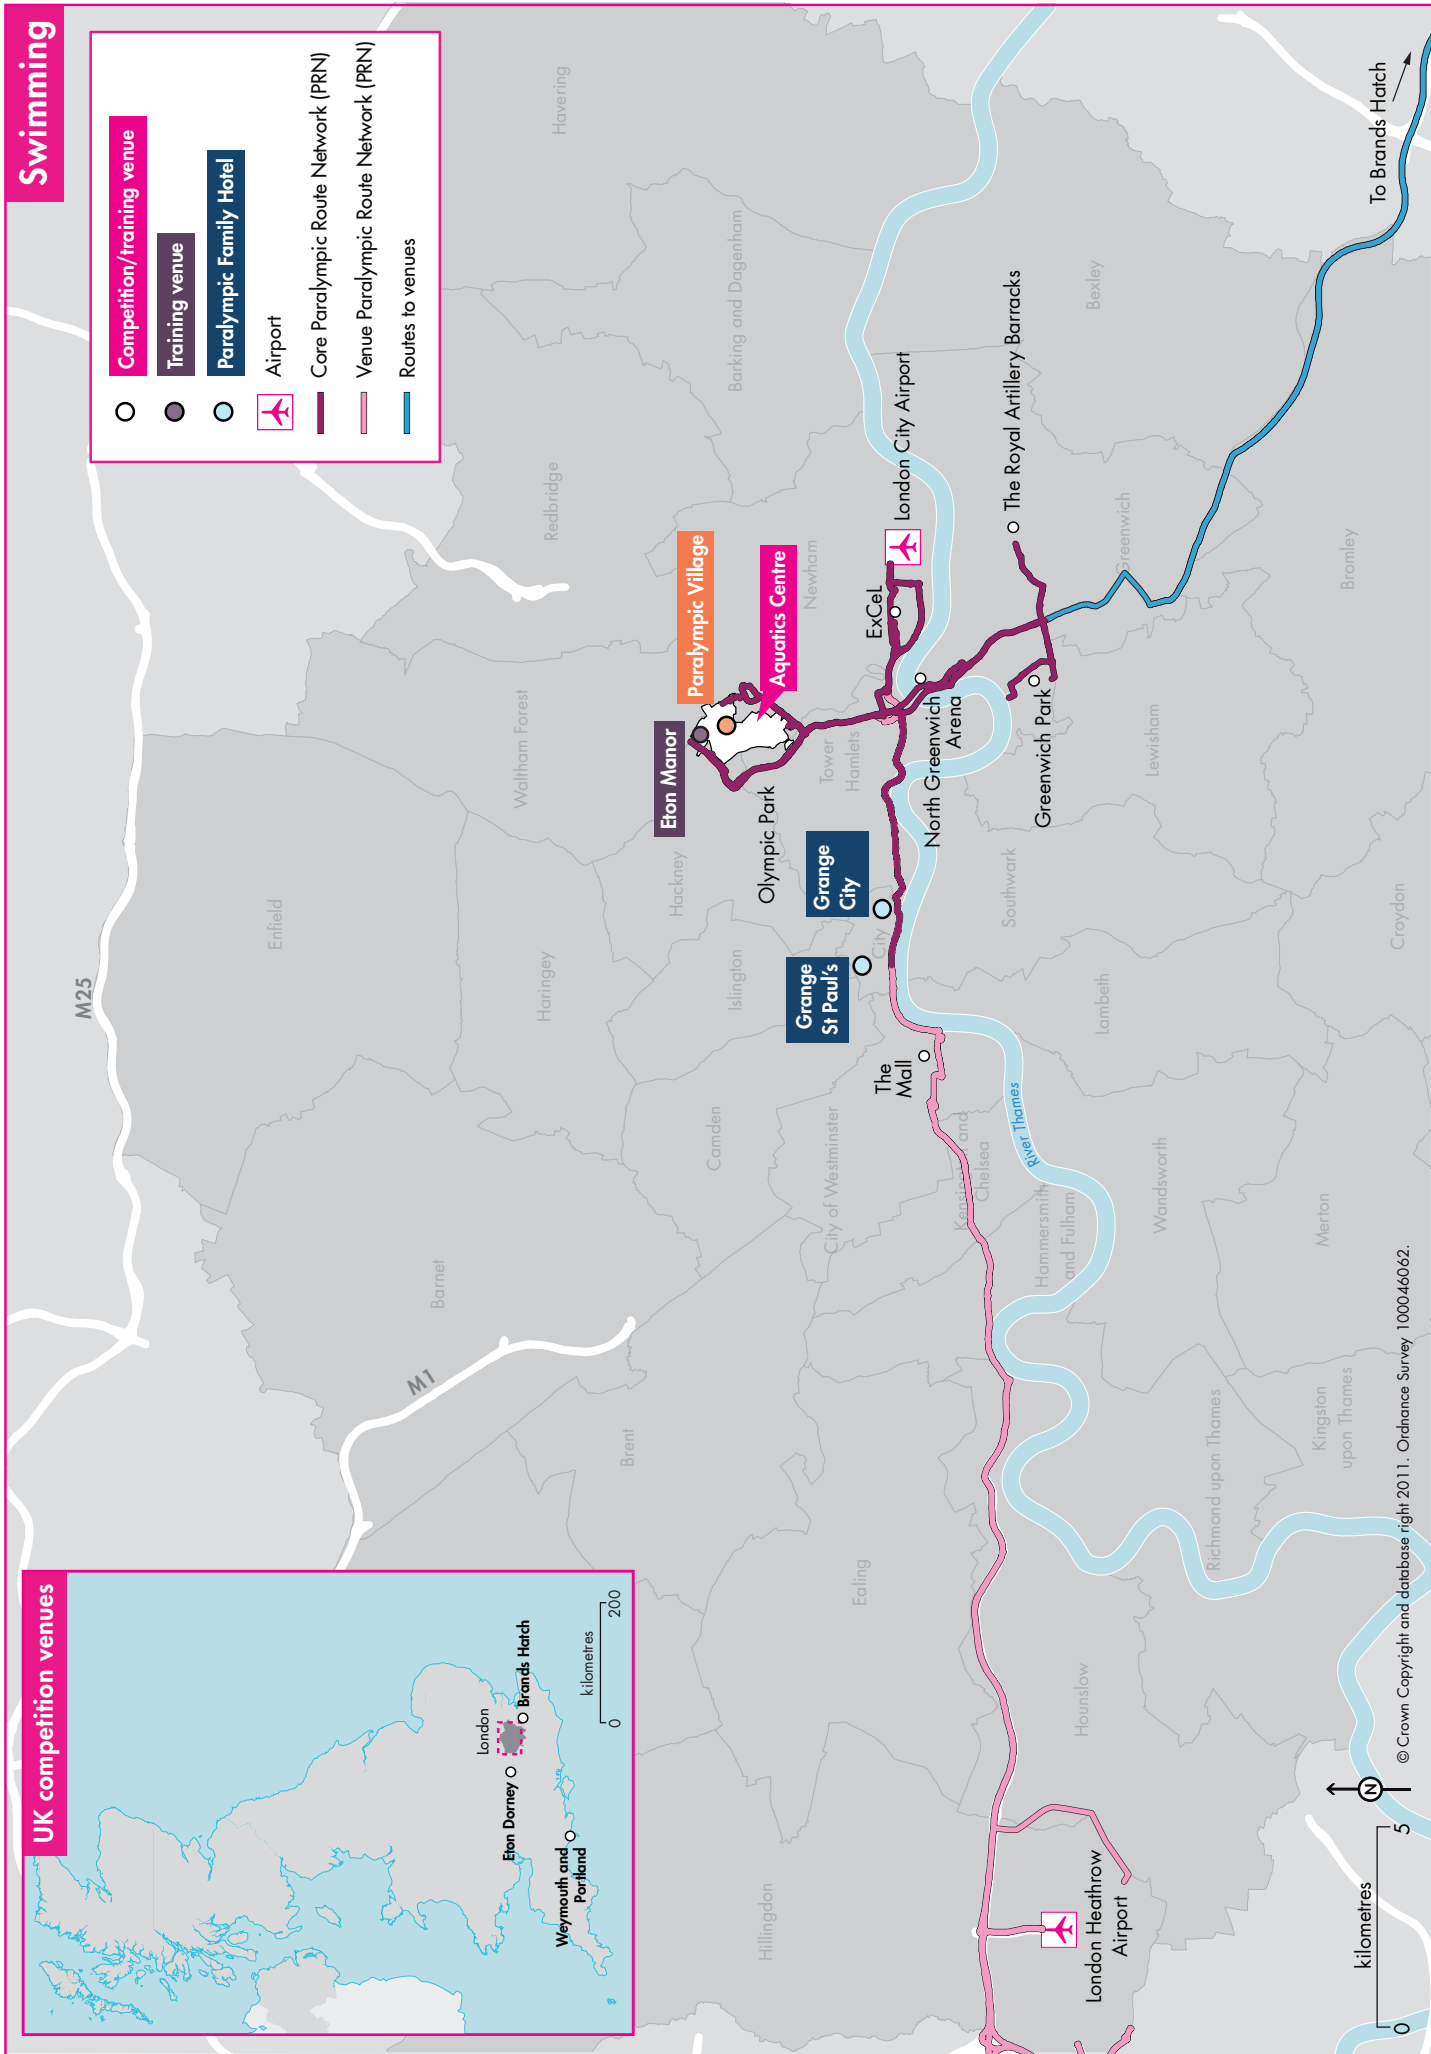 Swimming
Competition/training venue
Training venue
Paralympic Family Hotel
Airport
Core Paralympic Route Network (PRN)
Venue Paralympic Route Network (PRN)
Routes to venues
UK competition venues
London
Eton Dorney
Brands Hatch
Weymouth and
Portland
kilometres
0
200
M25
M1
Enfield
Barnet
Haringey
Waltham Forest
Redbridge
Havering
Brent
Camden
Islington
Hackney
Barking and Dagenham
Newham
Tower
Hamlets
City
City of Westminster
Kensington and
Chelsea
Hammersmith
and Fulham
Ealing
Hillingdon
Hounslow
Richmond upon Thames
Kingston
upon Thames
Merton
Wandsworth
Lambeth
Southwark
Lewisham
Greenwich
Bexley
Bromley
Croydon
River Thames
Eton Manor
Paralympic Village
Aquatics Centre
Olympic Park
Grange
City
Grange
St Paul's
The
Mall
ExCeL
London City Airport
North Greenwich
Arena
Greenwich Park
The Royal Artillery Barracks
To Brands Hatch
London Heathrow
Airport
kilometres
0
5
N
© Crown Copyright and database right 2011. Ordnance Survey 100046062.